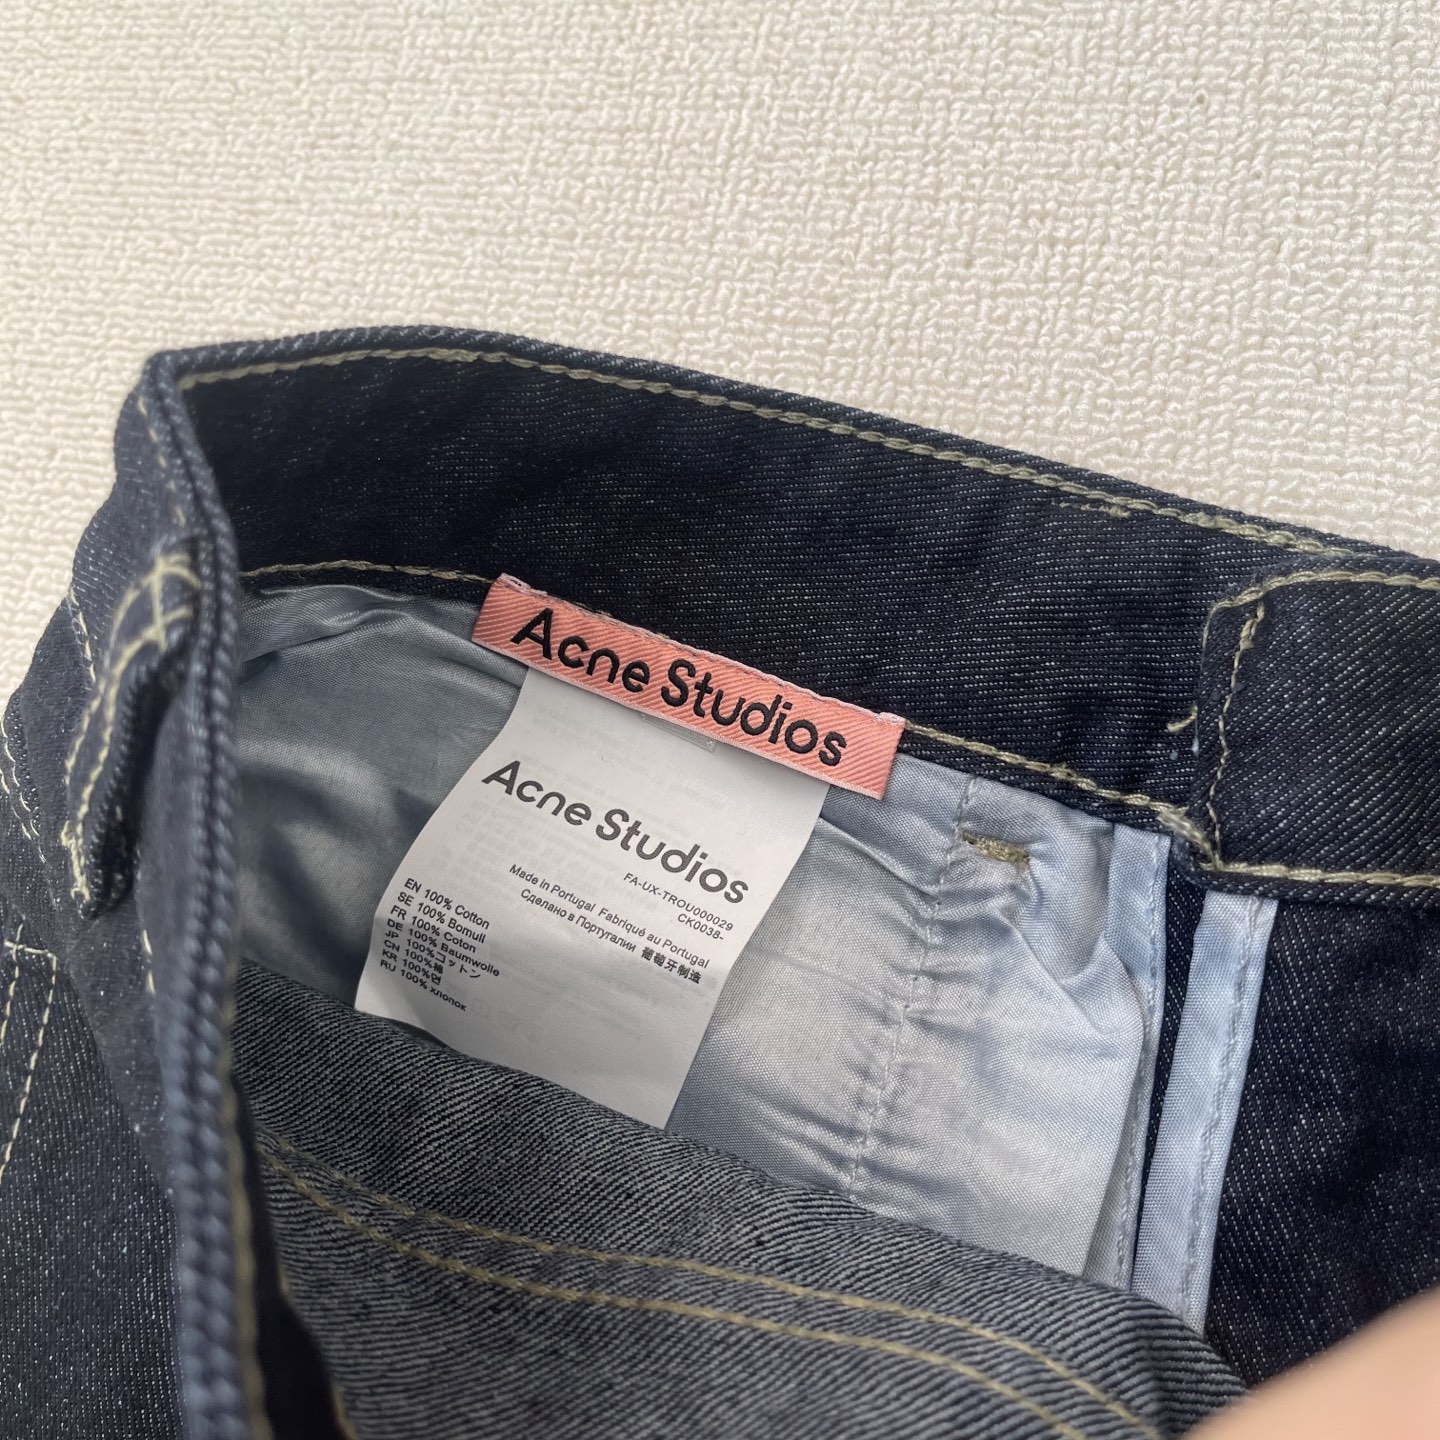 Acne Studios
Acne Studios
FA-UX-TROU000029
CK0038-
Made in Portugal Fabriqué au Portugal
Сделано в Португалии 葡萄牙制造
EN 100% Cotton
SE 100% Bomull
FR 100% Coton
DE 100% Baumwolle
JP 100%コットン
CN 100%棉
KR 100%면
RU 100% хлопок